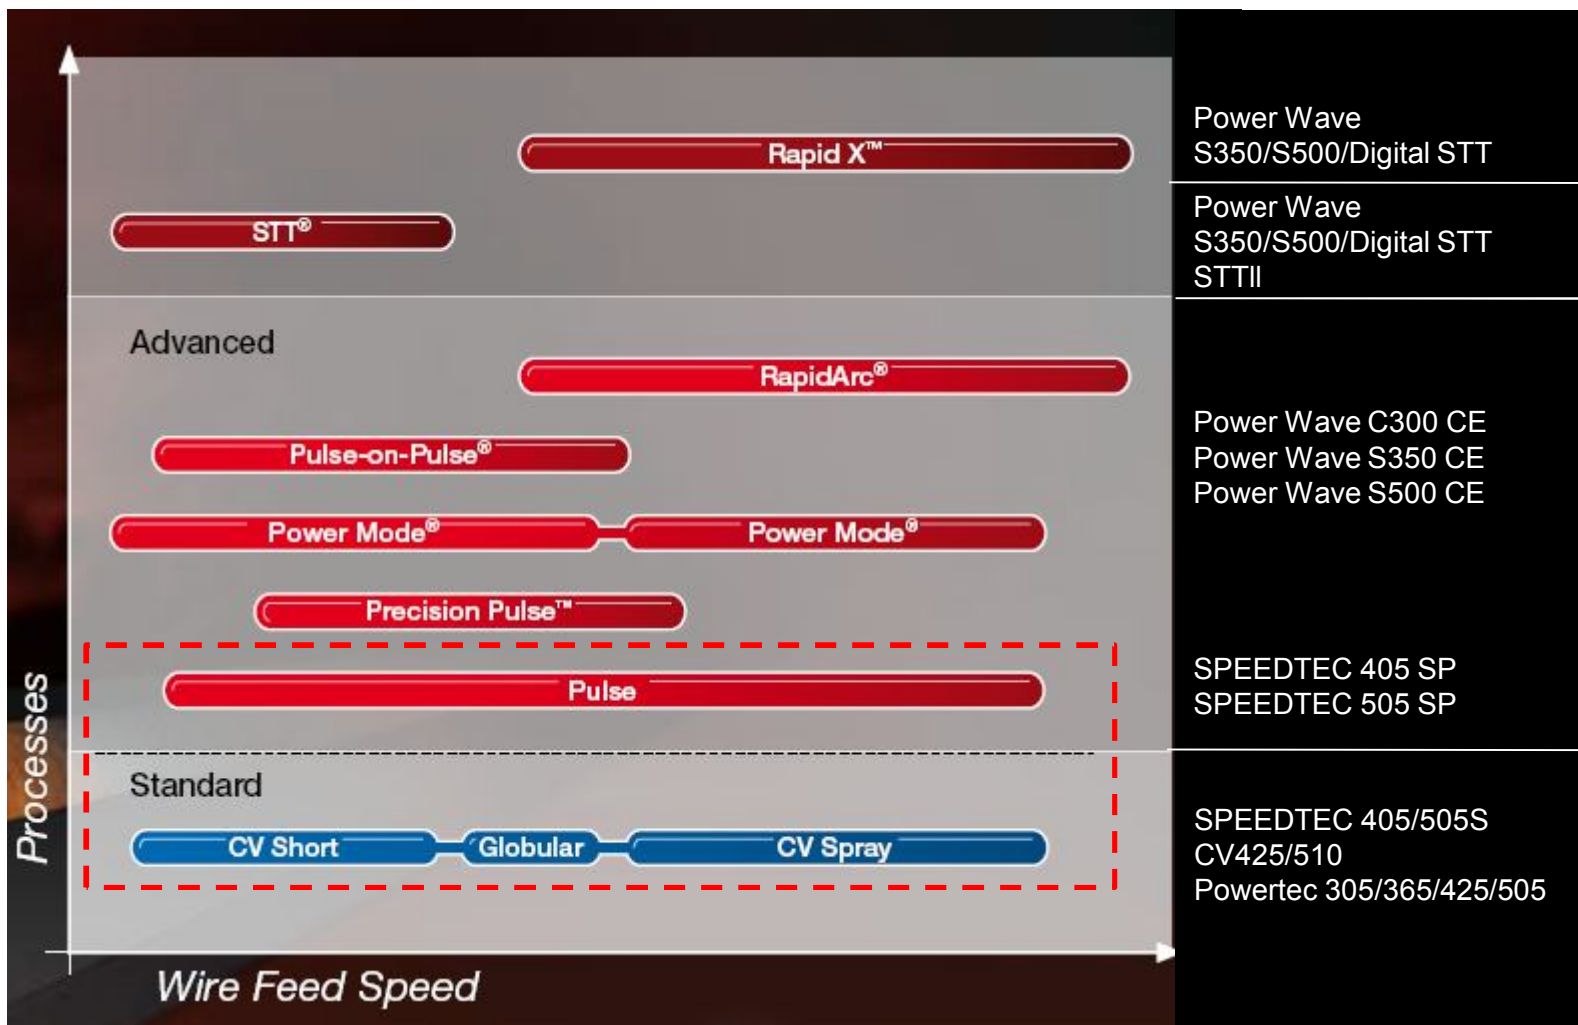 Rapid X™
Power Wave
S350/S500/Digital STT
STT®
Power Wave
S350/S500/Digital STT
STTII
Advanced
RapidArc®
Pulse-on-Pulse®
Power Mode® Power Mode®
Precision Pulse™
Power Wave C300 CE
Power Wave S350 CE
Power Wave S500 CE
Pulse
SPEEDTEC 405 SP
SPEEDTEC 505 SP
Standard
CV Short Globular CV Spray
SPEEDTEC 405/505S
CV425/510
Powertec 305/365/425/505
Processes
Wire Feed Speed